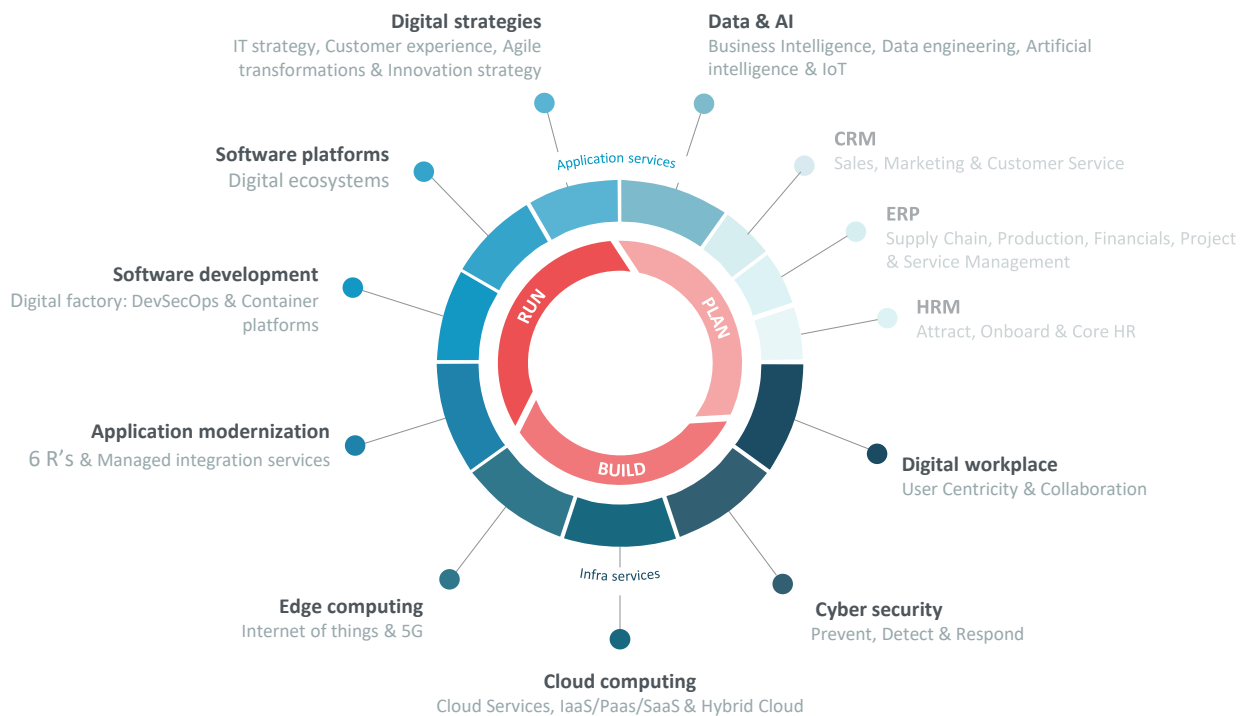 Digital strategies
IT strategy, Customer experience, Agile
transformations & Innovation strategy
Data & AI
Business Intelligence, Data engineering, Artificial
intelligence & IoT
Application services
CRM
Sales, Marketing & Customer Service
Software platforms
Digital ecosystems
ERP
Supply Chain, Production, Financials, Project
& Service Management
Software development
Digital factory: DevSecOps & Container
platforms
HRM
Attract, Onboard & Core HR
RUN
PLAN
BUILD
Application modernization
6 R's & Managed integration services
Digital workplace
User Centricity & Collaboration
Infra services
Edge computing
Internet of things & 5G
Cyber security
Prevent, Detect & Respond
Cloud computing
Cloud Services, IaaS/Paas/SaaS & Hybrid Cloud